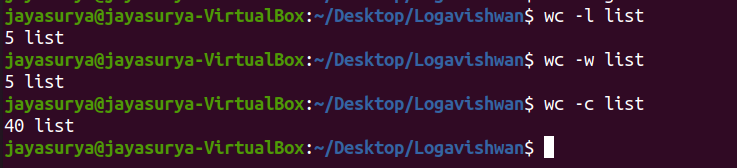 jayasurya@jayasurya-VirtualBox:~/Desktop/Logavishwan$ wc -l list
5 list
jayasurya@jayasurya-VirtualBox:~/Desktop/Logavishwan$ wc -w list
5 list
jayasurya@jayasurya-VirtualBox:~/Desktop/Logavishwan$ wc -c list
40 list
jayasurya@jayasurya-VirtualBox:~/Desktop/Logavishwan$